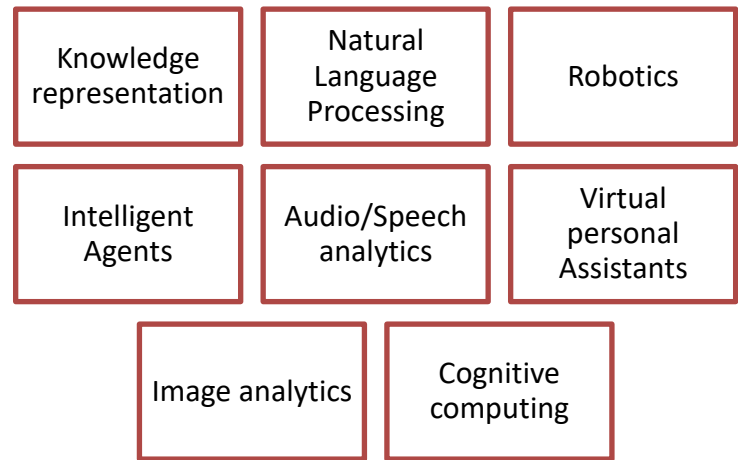 Knowledge
representation
Natural
Language
Processing
Robotics
Intelligent
Agents
Audio/Speech
analytics
Virtual
personal
Assistants
Image analytics
Cognitive
computing